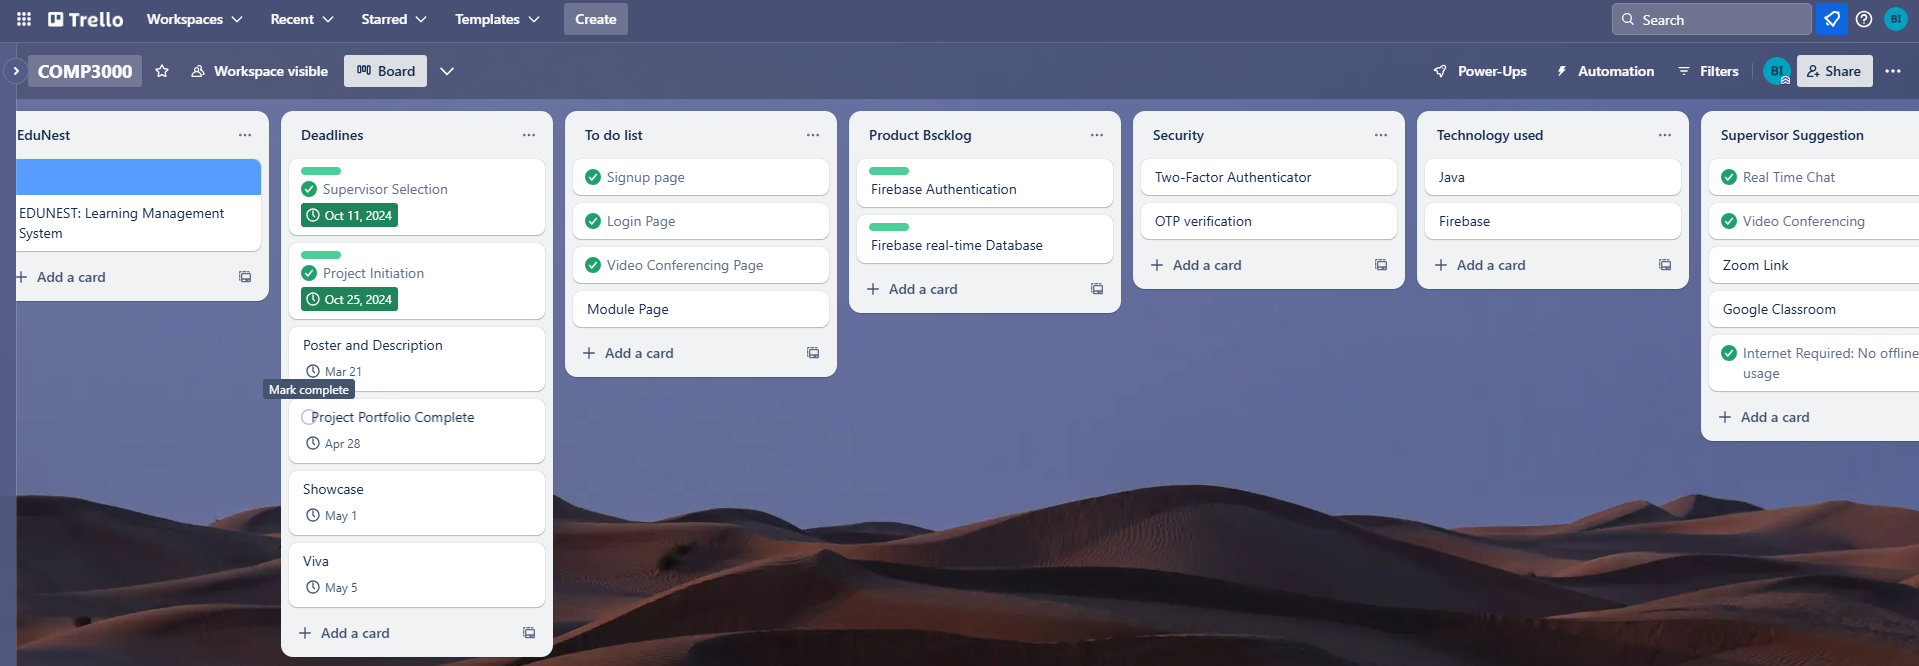 Trello
Workspaces
Recent
Starred
Templates
Create
Search
BI
COMP3000
Workspace visible
Board
Power-Ups
Automation
Filters
BI
Share
EduNest
EDUNEST: Learning Management
System
Add a card
Deadlines
Supervisor Selection
Oct 11, 2024
Project Initiation
Oct 25, 2024
Poster and Description
Mar 21
Mark complete
Project Portfolio Complete
Apr 28
Showcase
May 1
Viva
May 5
Add a card
To do list
Signup page
Login Page
Video Conferencing Page
Module Page
Add a card
Product Bscklog
Firebase Authentication
Firebase real-time Database
Add a card
Security
Two-Factor Authenticator
OTP verification
Add a card
Technology used
Java
Firebase
Add a card
Supervisor Suggestion
Real Time Chat
Video Conferencing
Zoom Link
Google Classroom
Internet Required: No offline
usage
Add a card